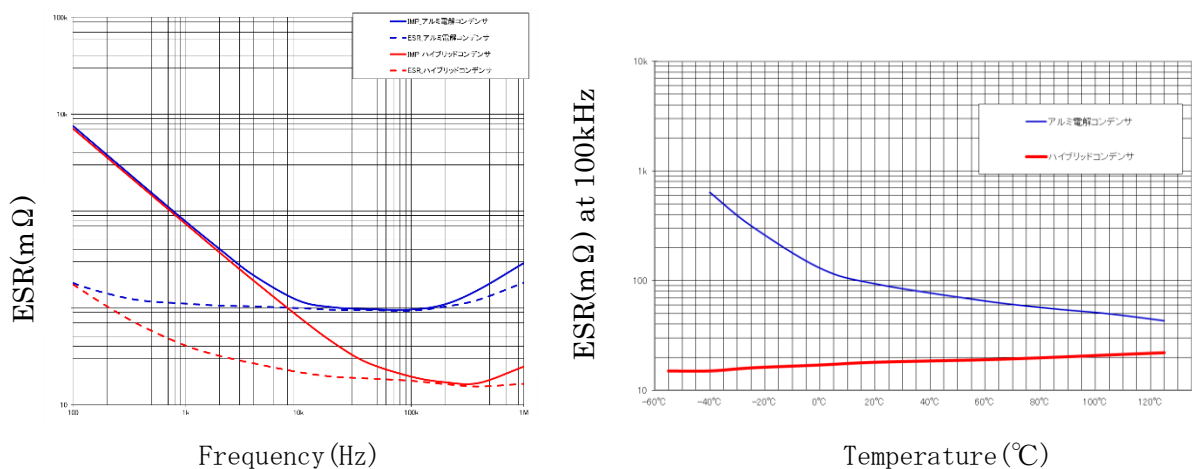 100k
10k
10
ESR(mΩ)
100
1k
10k
100k
1M
Frequency(Hz)
IMP_アルミ電解コンデンサ
ESR_アルミ電解コンデンサ
IMP_ハイブリッドコンデンサ
ESR_ハイブリッドコンデンサ
ESR(mΩ) at 100kHz
10k
1k
100
10
-60℃
-40℃
-20℃
0℃
20℃
40℃
60℃
80℃
100℃
120℃
Temperature(℃)
アルミ電解コンデンサ
ハイブリッドコンデンサ